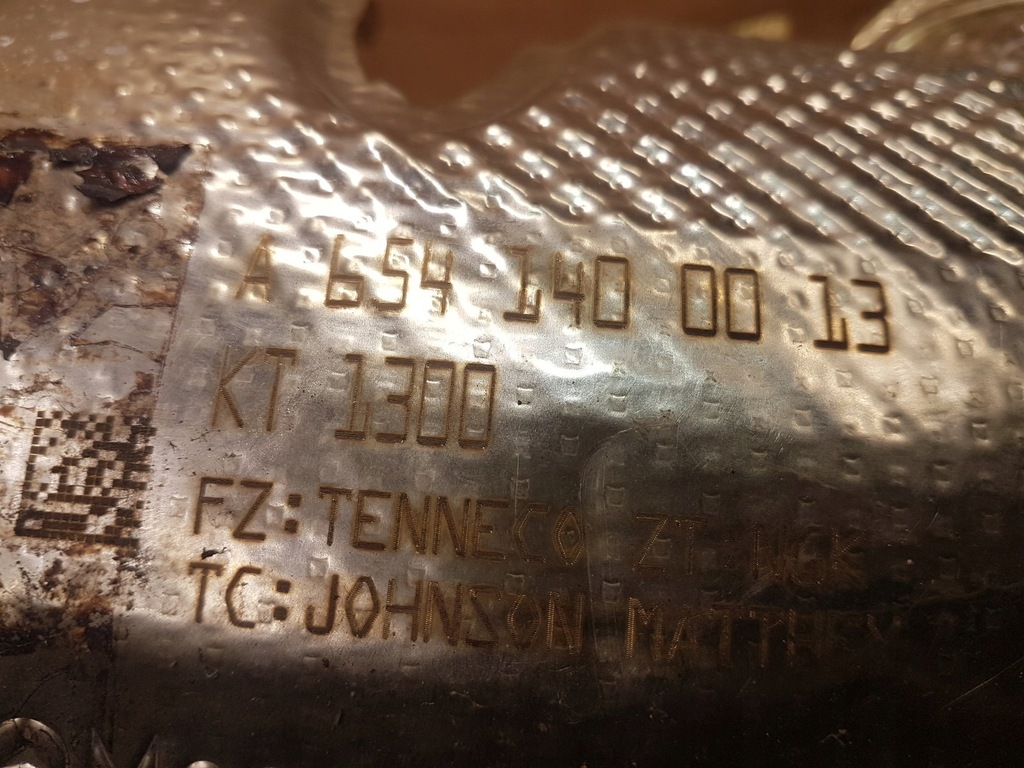 A 654 140 00 13
KT 1300
FZ:TENNECO ZT:NGK
TC:JOHNSON MATTHEY